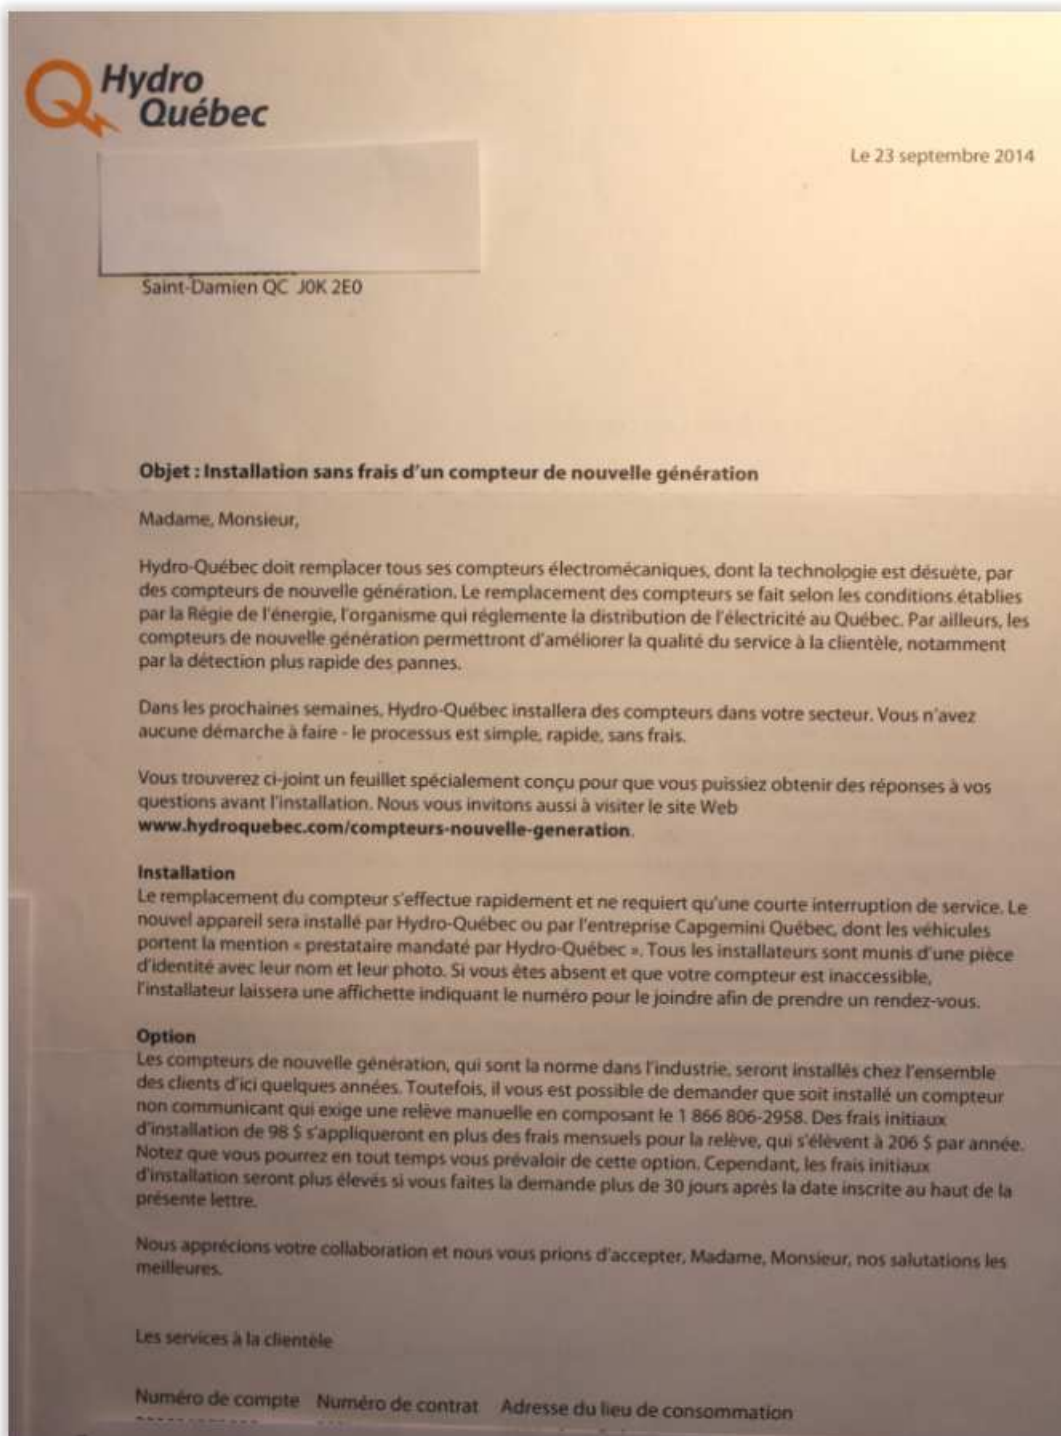 Hydro
Québec
Le 23 septembre 2014
Saint-Damien QC J0K 2E0
Objet : Installation sans frais d'un compteur de nouvelle génération
Madame, Monsieur,
Hydro-Québec doit remplacer tous ses compteurs électromécaniques, dont la technologie est désuète, par
des compteurs de nouvelle génération. Le remplacement des compteurs se fait selon les conditions établies
par la Régie de l'énergie, l'organisme qui réglemente la distribution de l'électricité au Québec. Par ailleurs, les
compteurs de nouvelle génération permettront d'améliorer la qualité du service à la clientèle, notamment
par la détection plus rapide des pannes.
Dans les prochaines semaines, Hydro-Québec installera des compteurs dans votre secteur. Vous n'avez
aucune démarche à faire - le processus est simple, rapide, sans frais.
Vous trouverez ci-joint un feuillet spécialement conçu pour que vous puissiez obtenir des réponses à vos
questions avant l'installation. Nous vous invitons aussi à visiter le site Web
www.hydroquebec.com/compteurs-nouvelle-generation.
Installation
Le remplacement du compteur s'effectue rapidement et ne requiert qu'une courte interruption de service. Le
nouvel appareil sera installé par Hydro-Québec ou par l'entreprise Capgemini Québec, dont les véhicules
portent la mention « prestataire mandaté par Hydro-Québec ». Tous les installateurs sont munis d'une pièce
d'identité avec leur nom et leur photo. Si vous êtes absent et que votre compteur est inaccessible,
l'installateur laissera une affichette indiquant le numéro pour le joindre afin de prendre un rendez-vous.
Option
Les compteurs de nouvelle génération, qui sont la norme dans l'industrie, seront installés chez l'ensemble
des clients d'ici quelques années. Toutefois, il vous est possible de demander que soit installé un compteur
non communicant qui exige une relève manuelle en composant le 1 866 806-2958. Des frais initiaux
d'installation de 98 $ s'appliqueront en plus des frais mensuels pour la relève, qui s'élèvent à 206 $ par année.
Notez que vous pourrez en tout temps vous prévaloir de cette option. Cependant, les frais initiaux
d'installation seront plus élevés si vous faites la demande plus de 30 jours après la date inscrite au haut de la
présente lettre.
Nous apprécions votre collaboration et nous vous prions d'accepter, Madame, Monsieur, nos salutations les
meilleures.
Les services à la clientèle
Numéro de compte Numéro de contrat Adresse du lieu de consommation